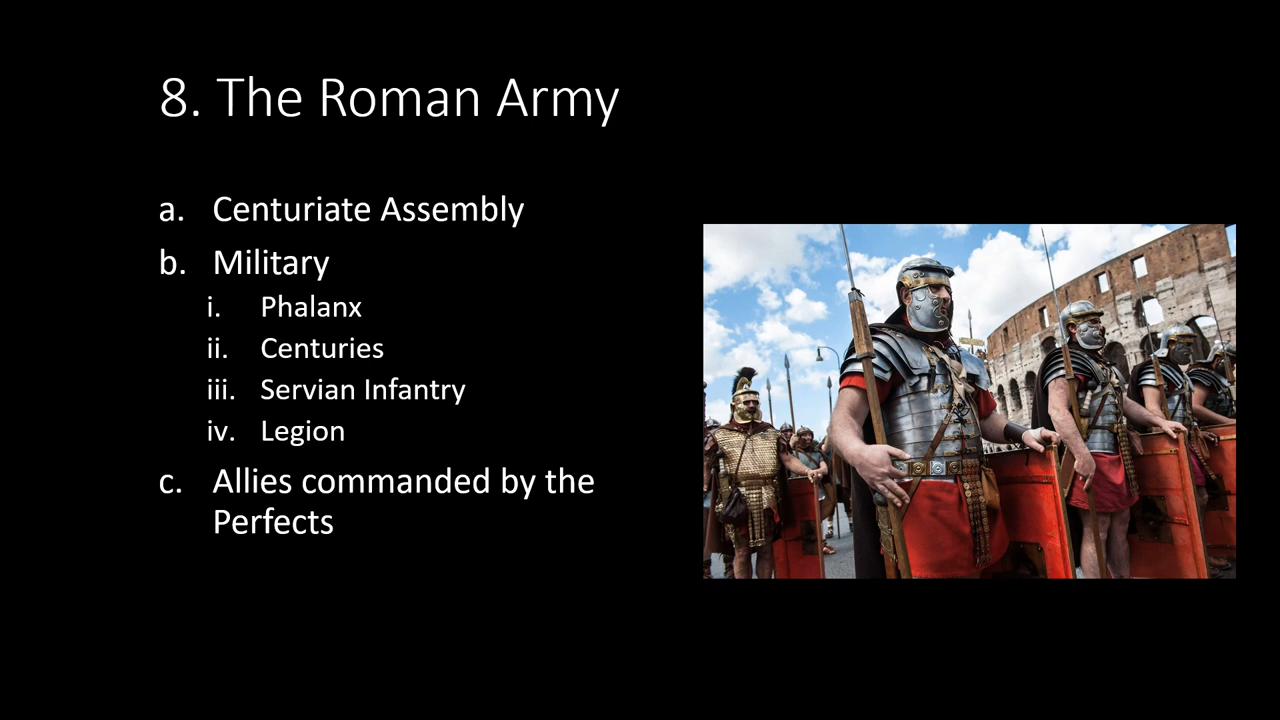 8. The Roman Army
a. Centuriate Assembly
b. Military
i. Phalanx
ii. Centuries
iii. Servian Infantry
iv. Legion
c. Allies commanded by the
Perfects